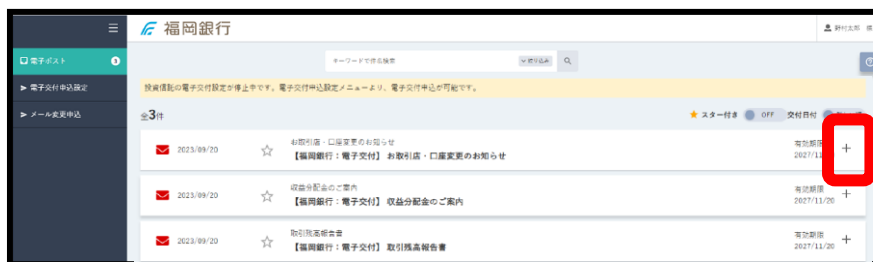 福岡銀行
野村太郎 様
電子ポスト 3
キーワードで件名検索
絞り込み
電子交付申込設定
投資信託の電子交付設定が停止中です。電子交付申込設定メニューより、電子交付申込が可能です。
メール変更申込
全3件
スター付き OFF 交付日付
お取引店・口座変更のお知らせ
2023/09/20
【福岡銀行:電子交付】 お取引店・口座変更のお知らせ
有効期限
2027/11
収益分配金のご案内
2023/09/20
【福岡銀行:電子交付】 収益分配金のご案内
有効期限
2027/11/20
取引残高報告書
2023/09/20
【福岡銀行:電子交付】 取引残高報告書
有効期限
2027/11/20